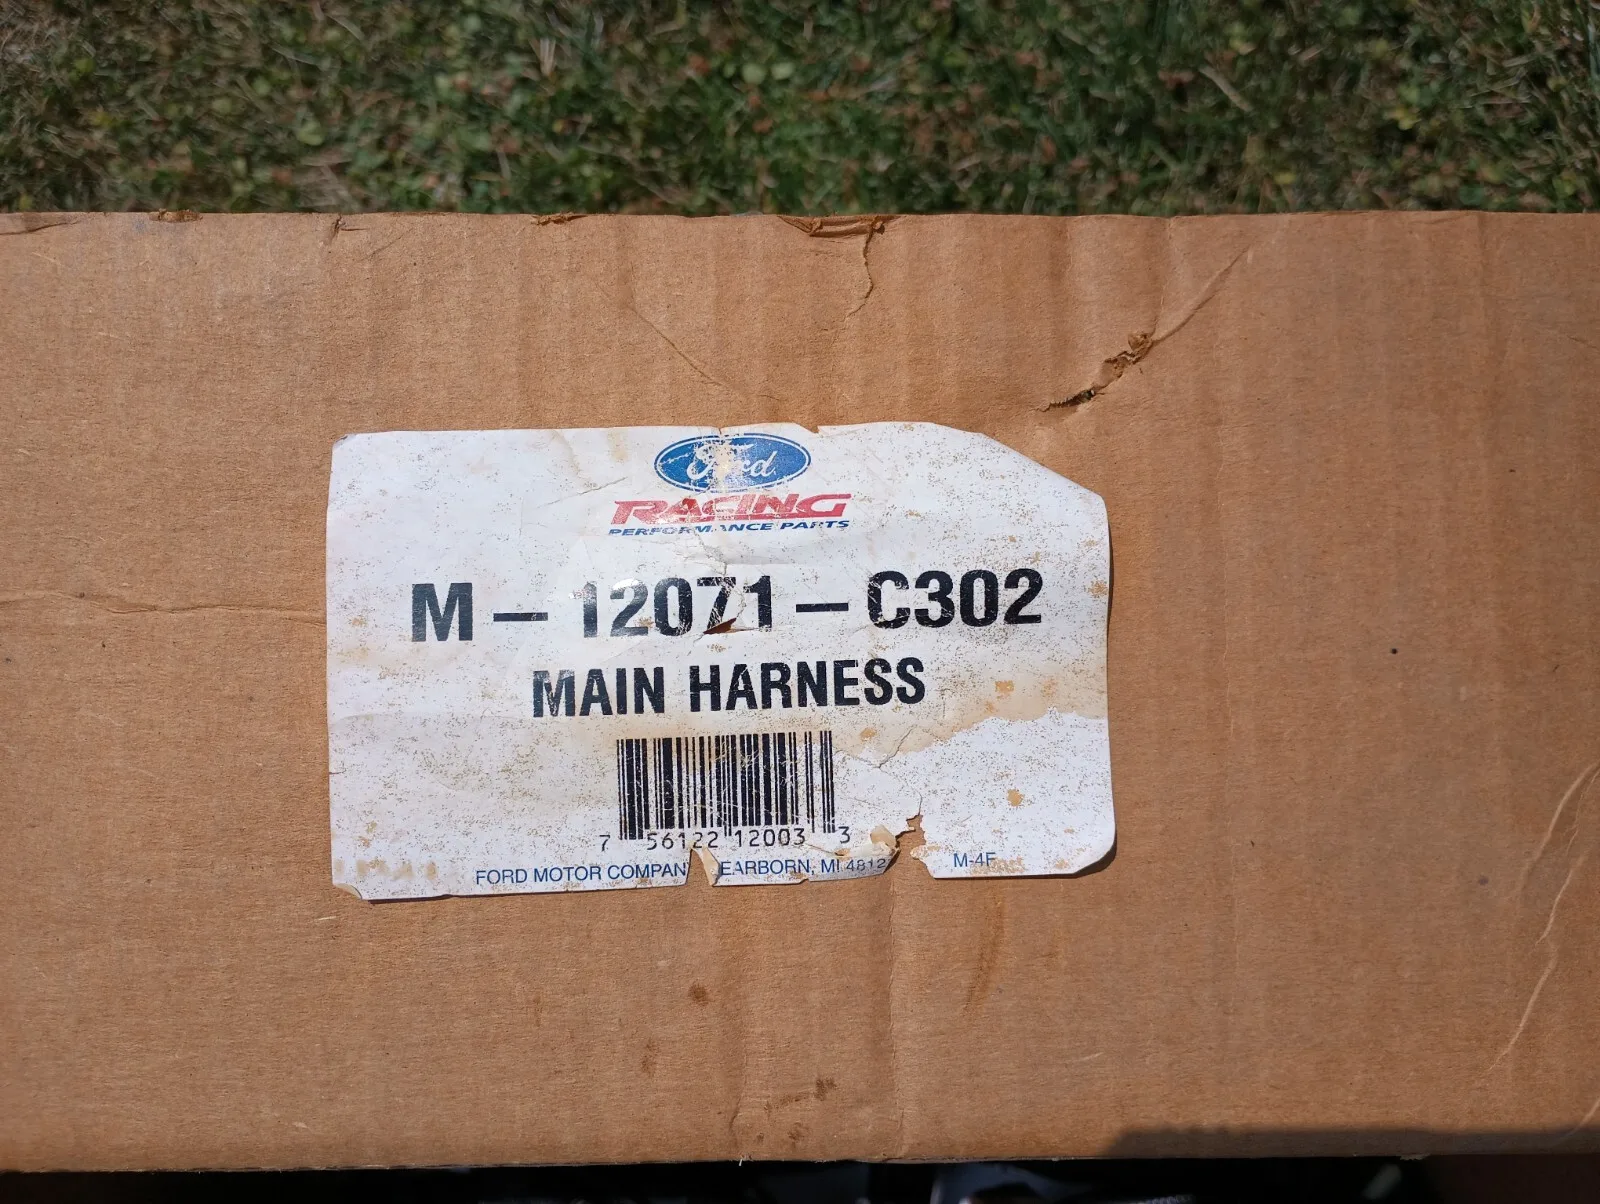 Ford
RACING
PERFORMANCE PARTS
M-12071-C302
MAIN HARNESS
7 56122 12003 3
FORD MOTOR COMPAN EARBORN, MI 4812 M-4F